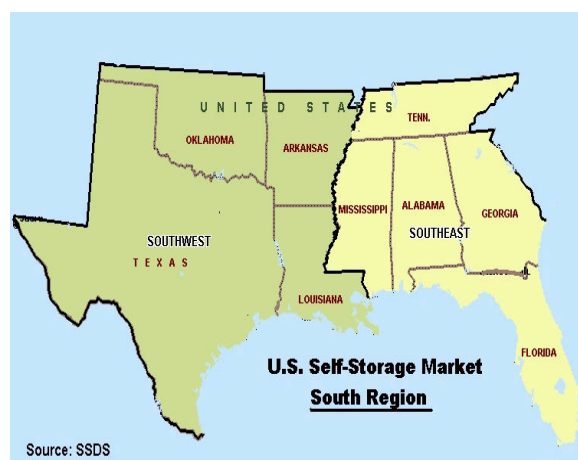 UNITED STATES
TENN.
OKLAHOMA
ARKANSAS
MISSISSIPPI
ALABAMA
GEORGIA
SOUTHWEST
SOUTHEAST
TEXAS
LOUISIANA
FLORIDA
U.S. Self-Storage Market
South Region
Source: SSDS